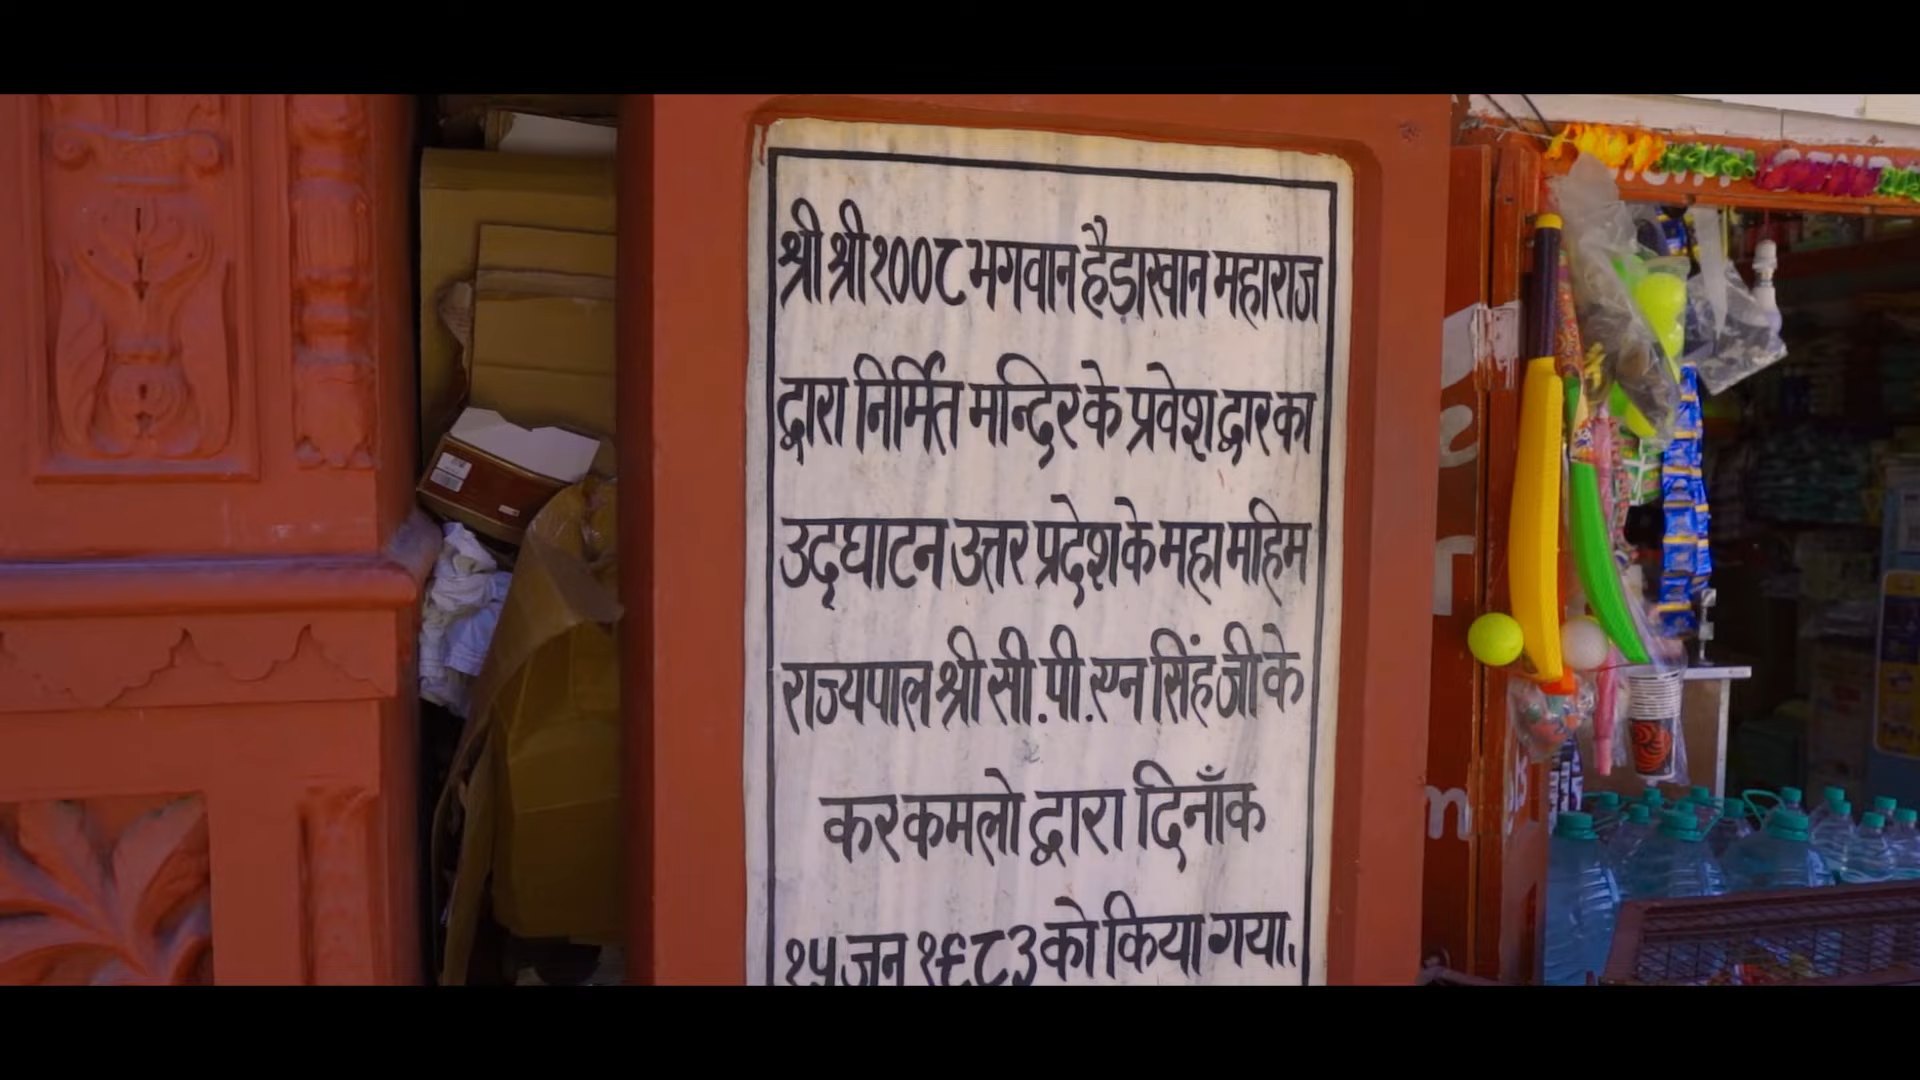 श्री श्री १००८ भगवान हैड़ाखान महाराज
द्वारा निर्मित मन्दिर के प्रवेश द्वार का
उद्घाटन उत्तर प्रदेश के महा महिम
राज्यपाल श्री सी.पी.एन सिंह जी के
कर कमलो द्वारा दिनाँक
१५ जून १९८३ को किया गया.